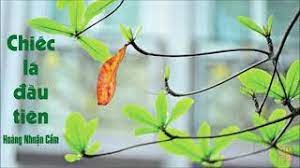 Chiếc
lá
đầu
tiên
Hoàng Nhuận Cầm